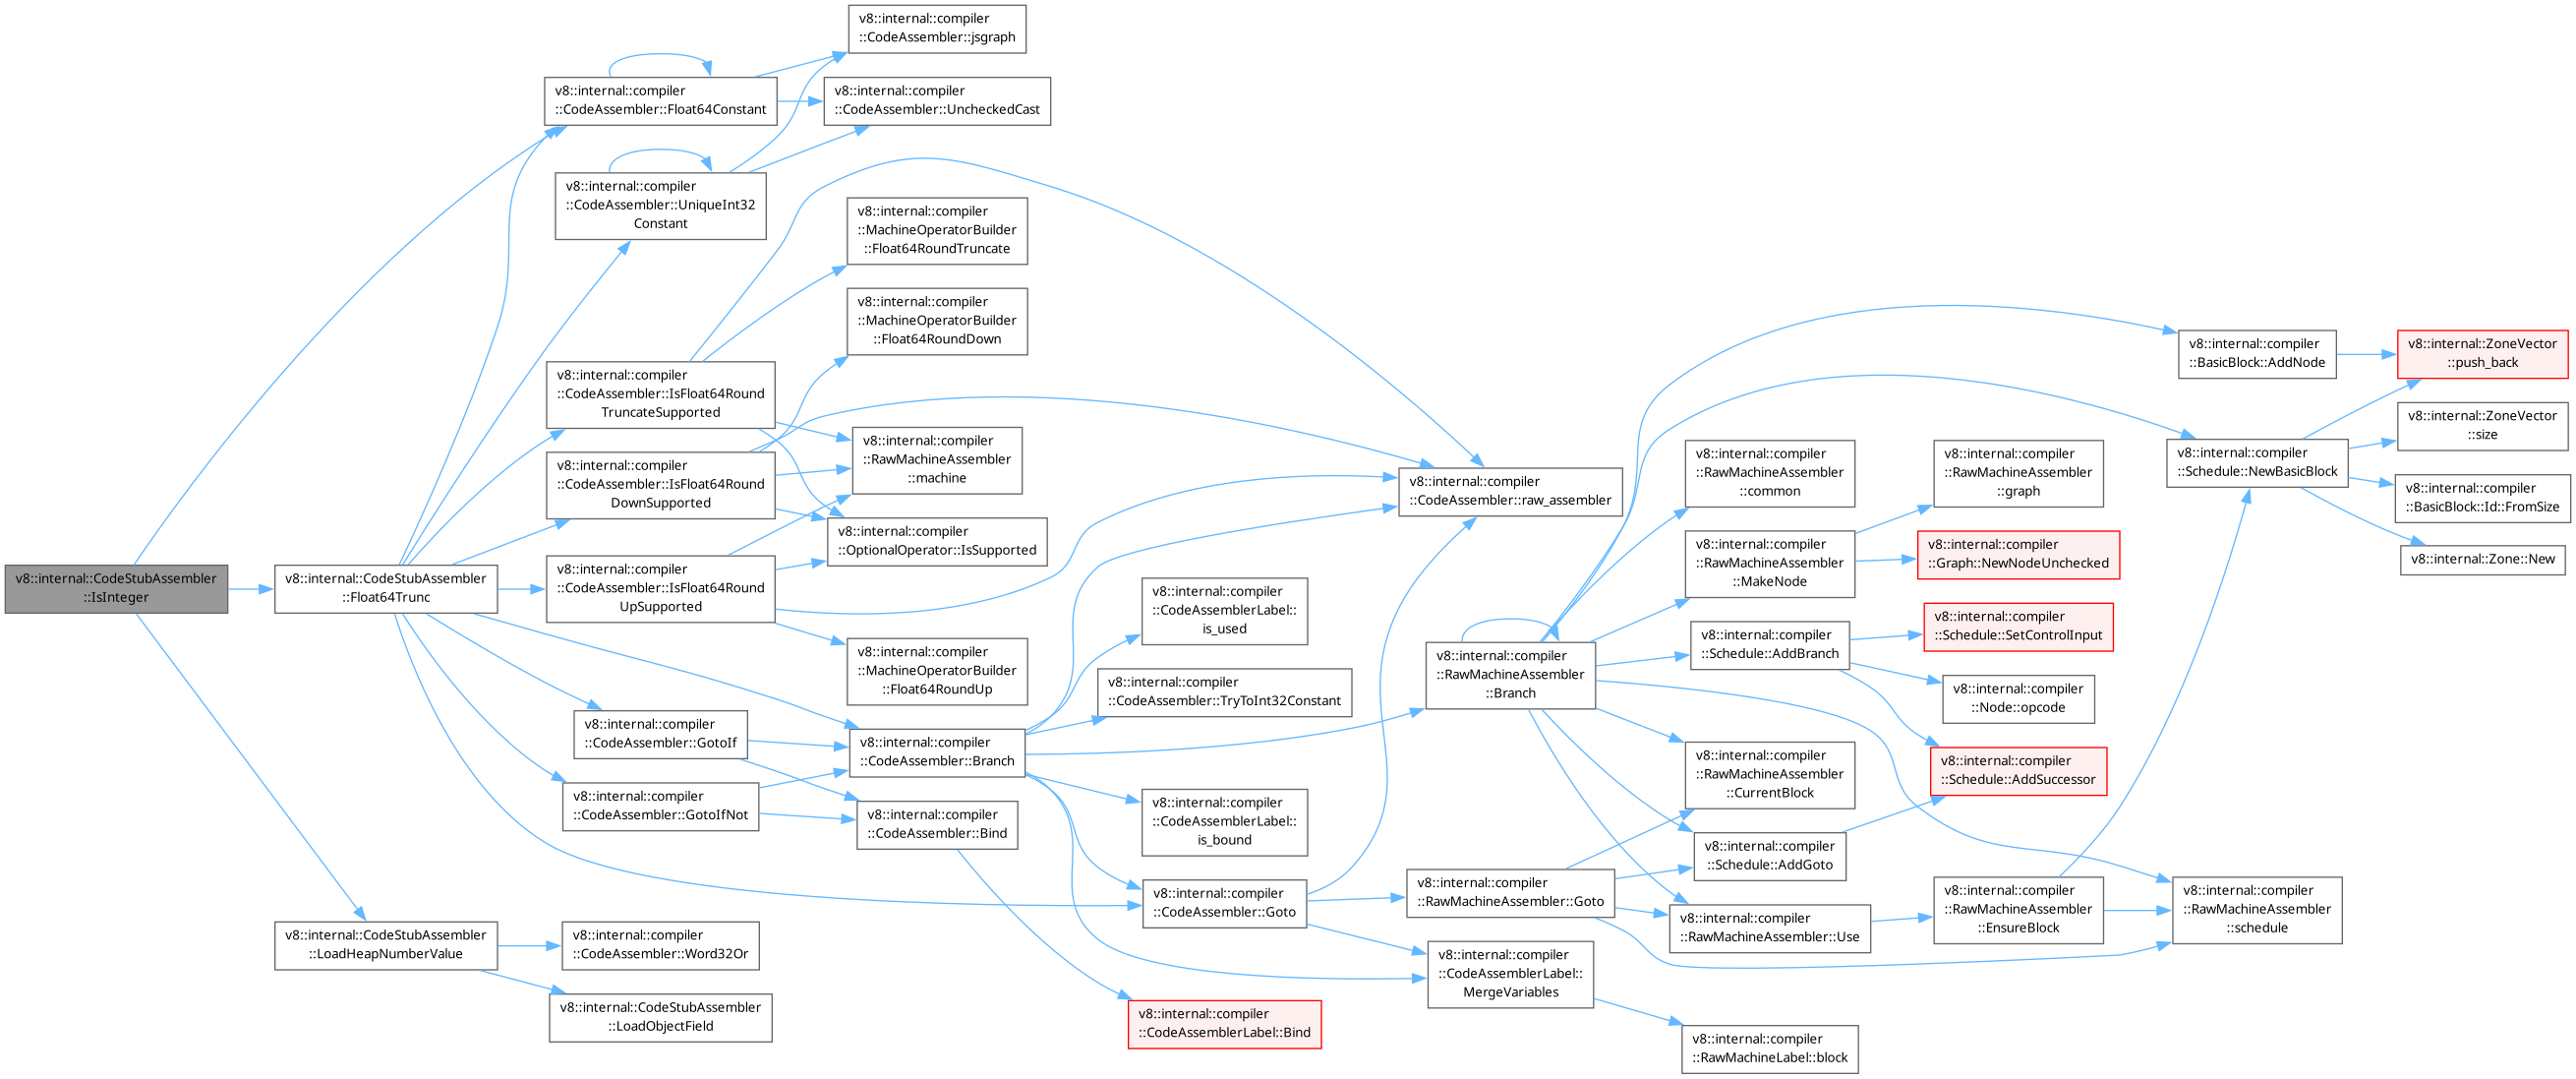 v8::internal::CodeStubAssembler
::IsInteger
v8::internal::CodeStubAssembler
::Float64Trunc
v8::internal::CodeStubAssembler
::LoadHeapNumberValue
v8::internal::compiler
::CodeAssembler::Float64Constant
v8::internal::compiler
::CodeAssembler::UniqueInt32
Constant
v8::internal::compiler
::CodeAssembler::IsFloat64Round
TruncateSupported
v8::internal::compiler
::CodeAssembler::IsFloat64Round
DownSupported
v8::internal::compiler
::CodeAssembler::IsFloat64Round
UpSupported
v8::internal::compiler
::CodeAssembler::GotoIf
v8::internal::compiler
::CodeAssembler::GotoIfNot
v8::internal::compiler
::CodeAssembler::Word32Or
v8::internal::CodeStubAssembler
::LoadObjectField
v8::internal::compiler
::CodeAssembler::jsgraph
v8::internal::compiler
::CodeAssembler::UncheckedCast
v8::internal::compiler
::MachineOperatorBuilder
::Float64RoundTruncate
v8::internal::compiler
::MachineOperatorBuilder
::Float64RoundDown
v8::internal::compiler
::RawMachineAssembler
::machine
v8::internal::compiler
::OptionalOperator::IsSupported
v8::internal::compiler
::MachineOperatorBuilder
::Float64RoundUp
v8::internal::compiler
::CodeAssembler::Branch
v8::internal::compiler
::CodeAssembler::Bind
v8::internal::compiler
::CodeAssemblerLabel::
is_used
v8::internal::compiler
::CodeAssembler::TryToInt32Constant
v8::internal::compiler
::CodeAssemblerLabel::
is_bound
v8::internal::compiler
::CodeAssembler::Goto
v8::internal::compiler
::CodeAssemblerLabel::Bind
v8::internal::compiler
::CodeAssembler::raw_assembler
v8::internal::compiler
::RawMachineAssembler
::Branch
v8::internal::compiler
::RawMachineAssembler::Goto
v8::internal::compiler
::CodeAssemblerLabel::
MergeVariables
v8::internal::compiler
::RawMachineAssembler
::common
v8::internal::compiler
::RawMachineAssembler
::MakeNode
v8::internal::compiler
::Schedule::AddBranch
v8::internal::compiler
::RawMachineAssembler
::CurrentBlock
v8::internal::compiler
::Schedule::AddGoto
v8::internal::compiler
::RawMachineAssembler::Use
v8::internal::compiler
::RawMachineLabel::block
v8::internal::compiler
::RawMachineAssembler
::graph
v8::internal::compiler
::Graph::NewNodeUnchecked
v8::internal::compiler
::Schedule::SetControlInput
v8::internal::compiler
::Node::opcode
v8::internal::compiler
::Schedule::AddSuccessor
v8::internal::compiler
::RawMachineAssembler
::EnsureBlock
v8::internal::compiler
::BasicBlock::AddNode
v8::internal::compiler
::Schedule::NewBasicBlock
v8::internal::compiler
::RawMachineAssembler
::schedule
v8::internal::ZoneVector
::push_back
v8::internal::ZoneVector
::size
v8::internal::compiler
::BasicBlock::Id::FromSize
v8::internal::Zone::New